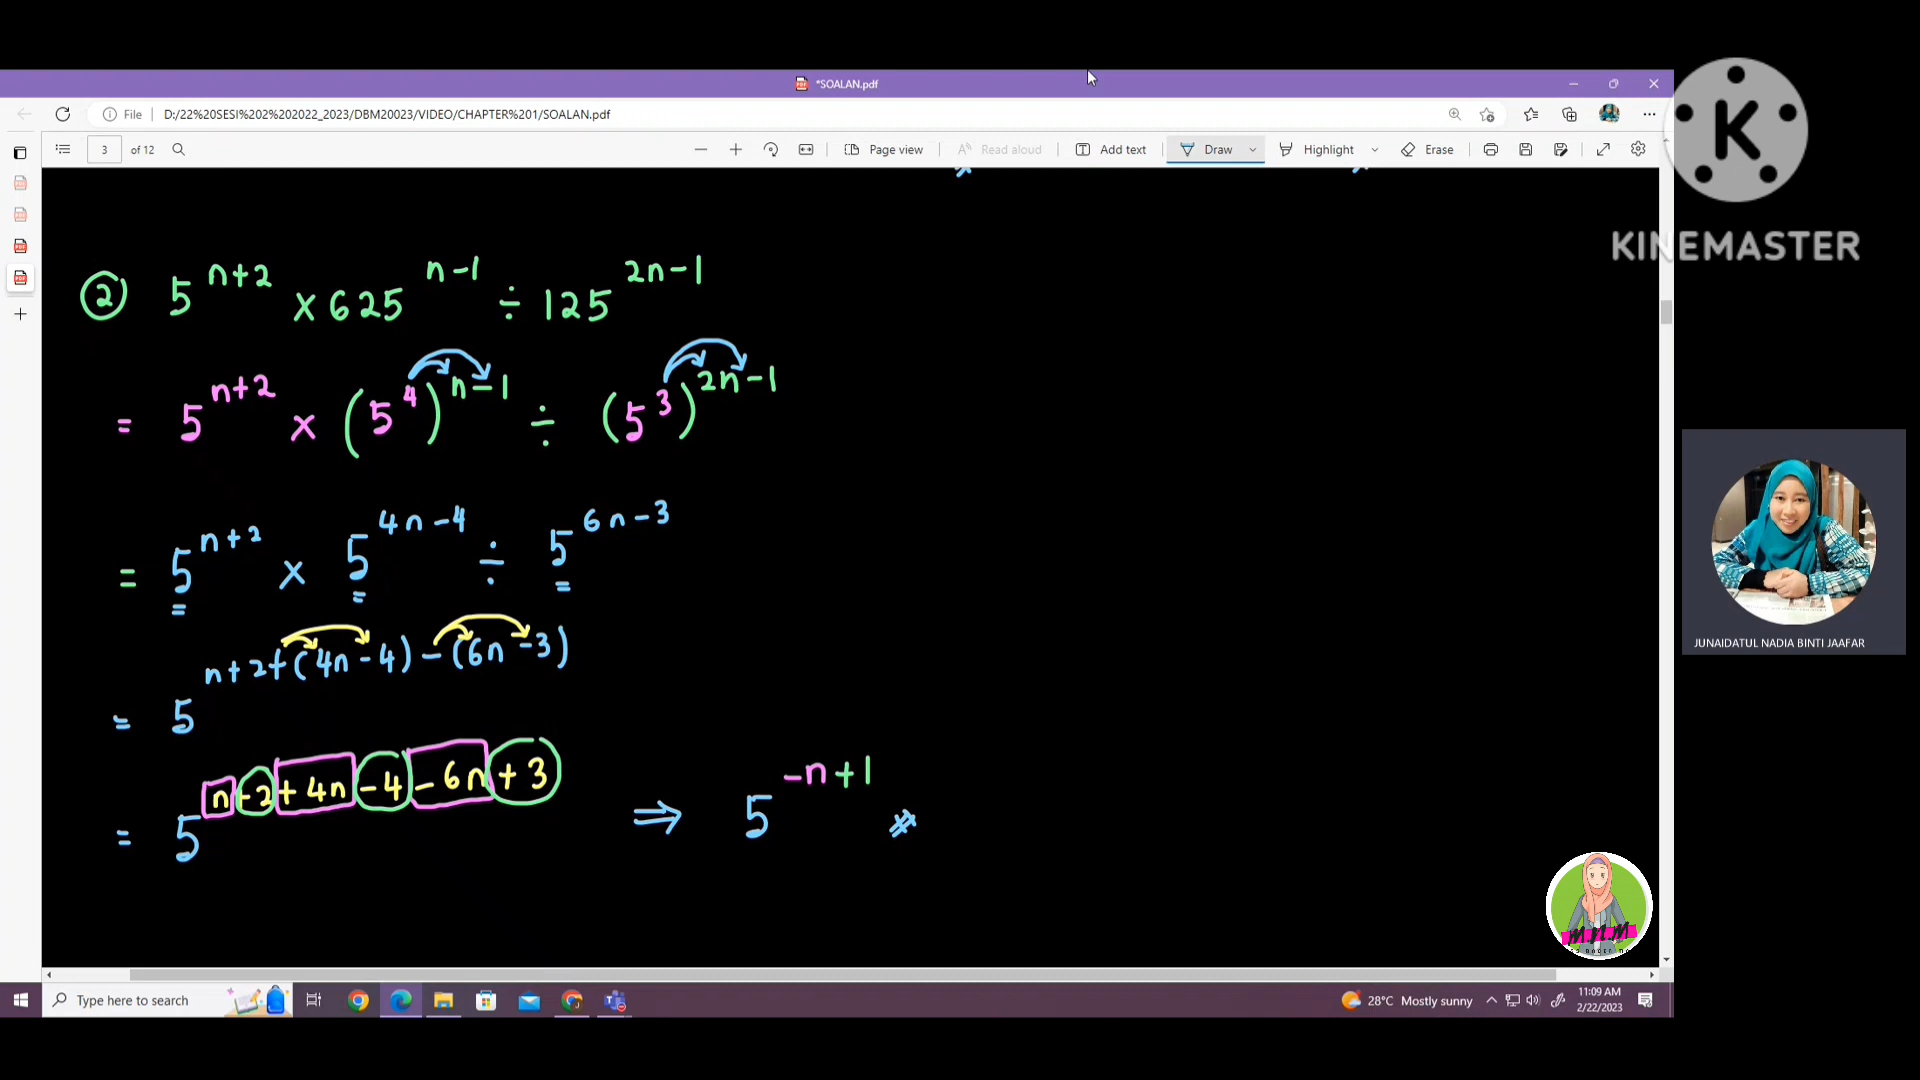 *SOALAN.pdf
File D:/22%20SESI%202%202022_2023/DBM20023/VIDEO/CHAPTER%201/SOALAN.pdf
3 of 12 Page view Read aloud Add text Draw Highlight Erase
K
KINEMASTER
② 5^(n+2) × 625^(n-1) ÷ 125^(2n-1)
= 5^(n+2) × (5^4)^(n-1) ÷ (5^3)^(2n-1)
= 5^(n+2) × 5^(4n-4) ÷ 5^(6n-3)
= 5^(n+2+(4n-4)-(6n-3))
= 5^(n+2+4n-4-6n+3) ⇒ 5^(-n+1) #
JUNAIDATUL NADIA BINTI JAAFAR
Type here to search
28°C Mostly sunny
11:09 AM
2/22/2023